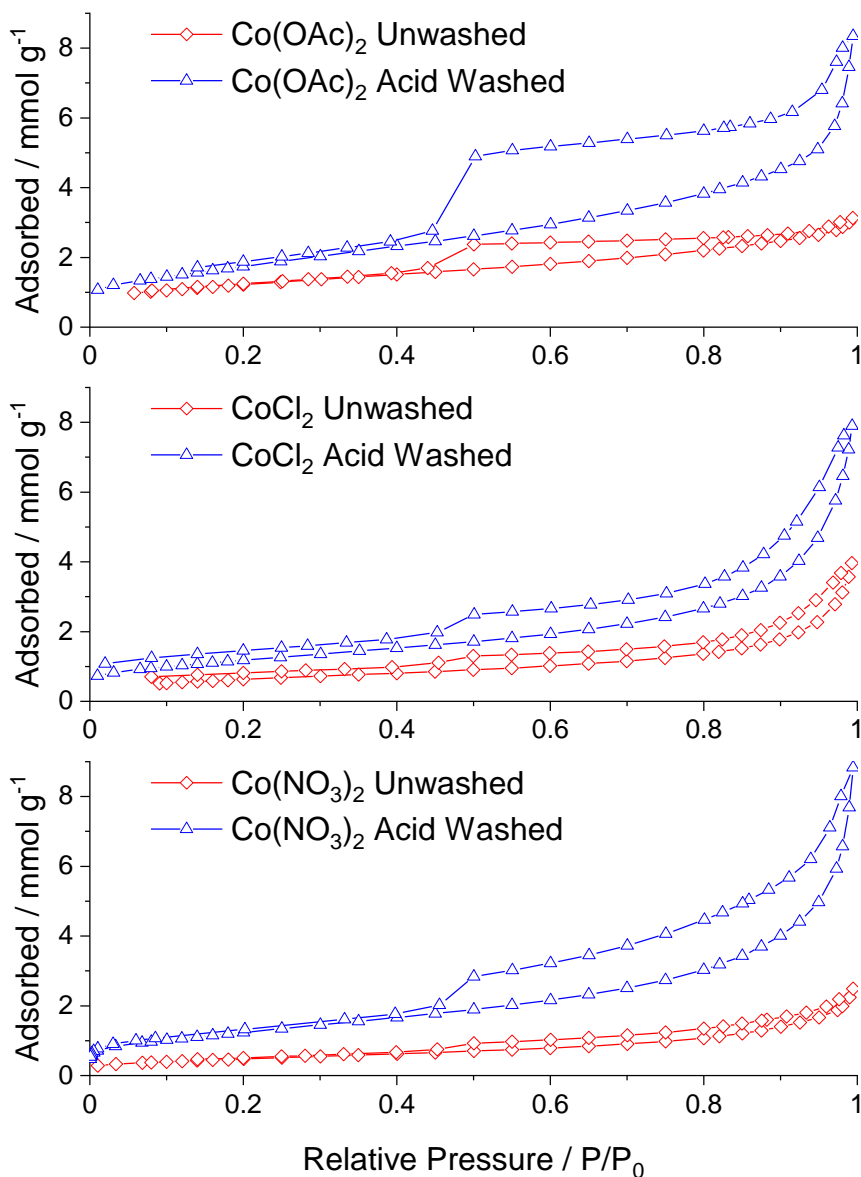 Co(OAc)₂ Unwashed
Co(OAc)₂ Acid Washed
Adsorbed / mmol g⁻¹
8
6
4
2
0
0 0.2 0.4 0.6 0.8 1
CoCl₂ Unwashed
CoCl₂ Acid Washed
Adsorbed / mmol g⁻¹
8
6
4
2
0
0 0.2 0.4 0.6 0.8 1
Co(NO₃)₂ Unwashed
Co(NO₃)₂ Acid Washed
Adsorbed / mmol g⁻¹
8
6
4
2
0
0 0.2 0.4 0.6 0.8 1
Relative Pressure / P/P₀